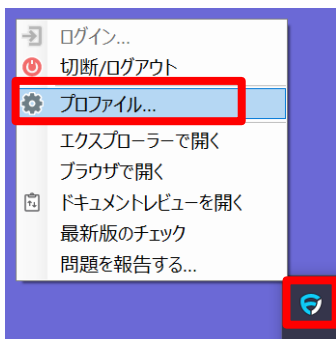 ログイン...
切断/ログアウト
プロファイル...
エクスプローラーで開く
ブラウザで開く
ドキュメントレビューを開く
最新版のチェック
問題を報告する...